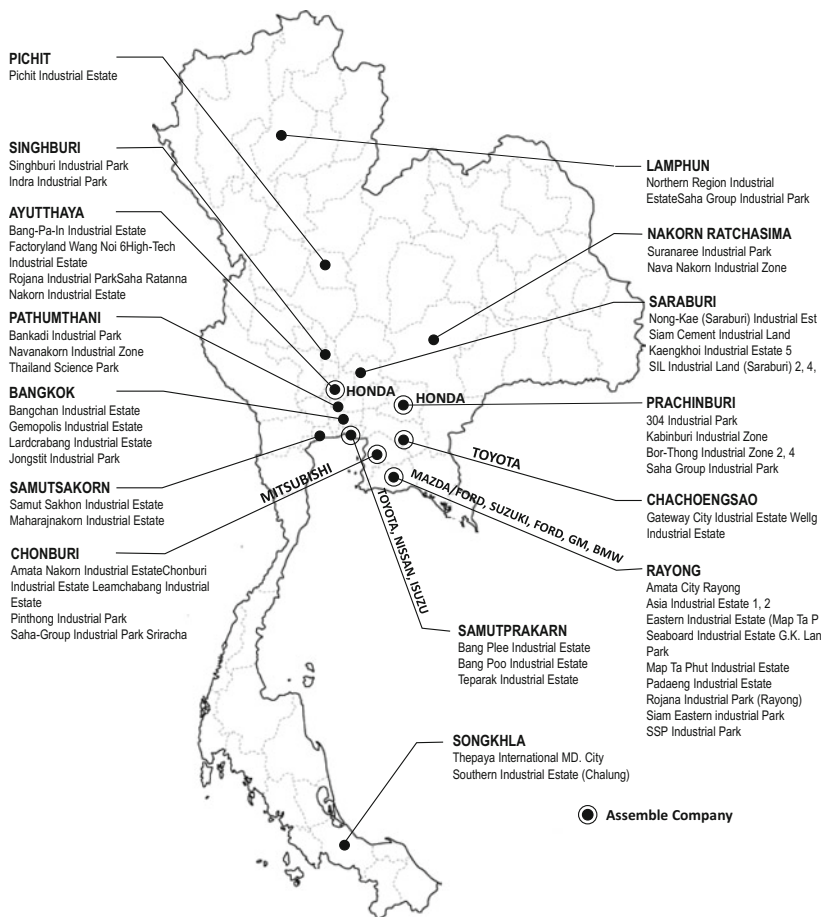 PICHIT
Pichit Industrial Estate
SINGHBURI
Singhburi Industrial Park
Indra Industrial Park
AYUTTHAYA
Bang-Pa-In Industrial Estate
Factoryland Wang Noi 6High-Tech
Industrial Estate
Rojana Industrial ParkSaha Ratanna
Nakorn Industrial Estate
PATHUMTHANI
Bankadi Industrial Park
Navanakorn Industrial Zone
Thailand Science Park
BANGKOK
Bangchan Industrial Estate
Gemopolis Industrial Estate
Lardcrabang Industrial Estate
Jongstit Industrial Park
SAMUTSAKORN
Samut Sakhon Industrial Estate
Maharajnakorn Industrial Estate
CHONBURI
Amata Nakorn Industrial EstateChonburi
Industrial Estate Leamchabang Industrial
Estate
Pinthong Industrial Park
Saha-Group Industrial Park Sriracha
HONDA
HONDA
TOYOTA
MITSUBISHI
MAZDA/FORD, SUZUKI, FORD, GM, BMW
TOYOTA, NISSAN, ISUZU
LAMPHUN
Northern Region Industrial
EstateSaha Group Industrial Park
NAKORN RATCHASIMA
Suranaree Industrial Park
Nava Nakorn Industrial Zone
SARABURI
Nong-Kae (Saraburi) Industrial Est
Siam Cement Industrial Land
Kaengkhoi Industrial Estate 5
SIL Industrial Land (Saraburi) 2, 4,
PRACHINBURI
304 Industrial Park
Kabinburi Industrial Zone
Bor-Thong Industrial Zone 2, 4
Saha Group Industrial Park
CHACHOENGSAO
Gateway City Idustrial Estate Wellg
Industrial Estate
RAYONG
Amata City Rayong
Asia Industrial Estate 1, 2
Eastern Industrial Estate (Map Ta P
Seaboard Industrial Estate G.K. Lan
Park
Map Ta Phut Industrial Estate
Padaeng Industrial Estate
Rojana Industrial Park (Rayong)
Siam Eastern industrial Park
SSP Industrial Park
SAMUTPRAKARN
Bang Plee Industrial Estate
Bang Poo Industrial Estate
Teparak Industrial Estate
SONGKHLA
Thepaya International MD. City
Southern Industrial Estate (Chalung)
Assemble Company